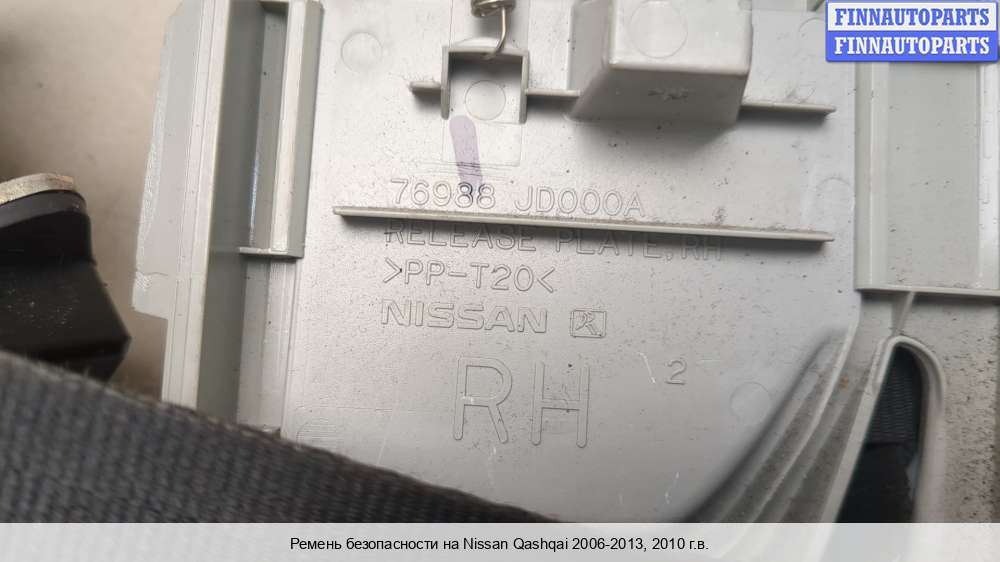 FINNAUTOPARTS
FINNAUTOPARTS
76988 JD000A
RELEASE PLATE, RH
>PP-T20<
NISSAN
RH
2
Ремень безопасности на Nissan Qashqai 2006-2013, 2010 г.в.